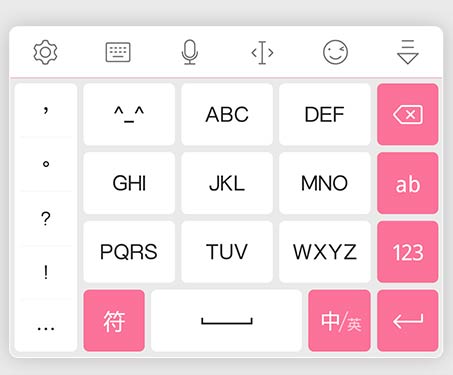 ， ^_^ ABC DEF
。 GHI JKL MNO ab
?
! PQRS TUV WXYZ 123
... 符 中/英